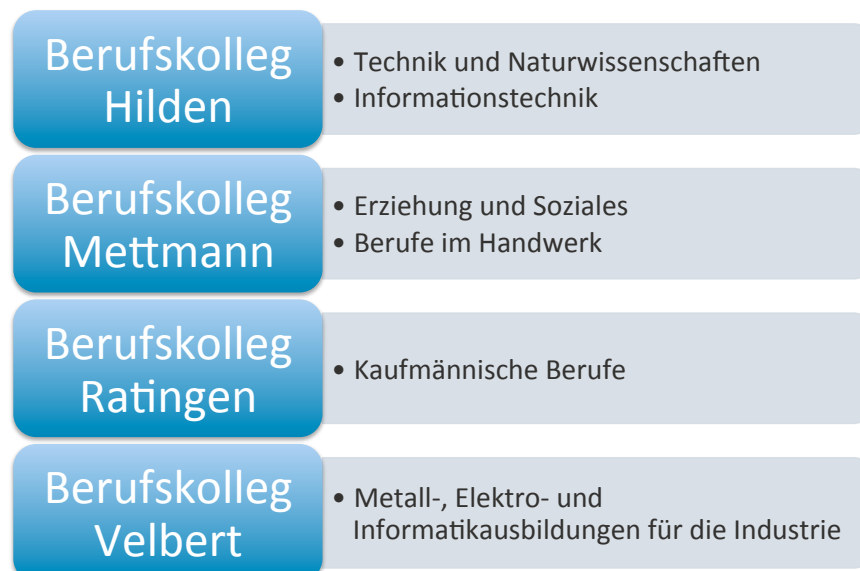 Berufskolleg
Hilden
• Technik und Naturwissenschaften
• Informationstechnik
Berufskolleg
Mettmann
• Erziehung und Soziales
• Berufe im Handwerk
Berufskolleg
Ratingen
• Kaufmännische Berufe
Berufskolleg
Velbert
• Metall-, Elektro- und
Informatikausbildungen für die Industrie